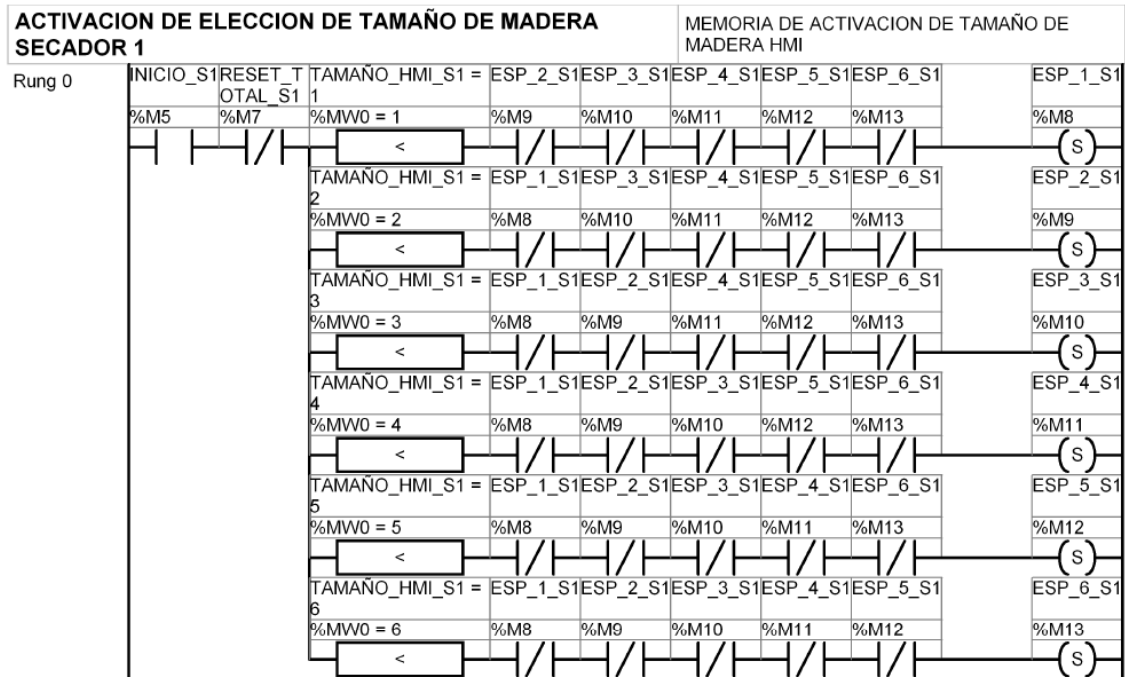 ACTIVACION DE ELECCION DE TAMAÑO DE MADERA
SECADOR 1
MEMORIA DE ACTIVACION DE TAMAÑO DE
MADERA HMI
Rung 0
INICIO_S1 RESET_T TAMAÑO_HMI_S1 = ESP_2_S1 ESP_3_S1 ESP_4_S1 ESP_5_S1 ESP_6_S1 ESP_1_S1
OTAL_S1 1
%M5 %M7 %MW0 = 1 %M9 %M10 %M11 %M12 %M13 %M8
< S
TAMAÑO_HMI_S1 = ESP_1_S1 ESP_3_S1 ESP_4_S1 ESP_5_S1 ESP_6_S1 ESP_2_S1
2
%MW0 = 2 %M8 %M10 %M11 %M12 %M13 %M9
< S
TAMAÑO_HMI_S1 = ESP_1_S1 ESP_2_S1 ESP_4_S1 ESP_5_S1 ESP_6_S1 ESP_3_S1
3
%MW0 = 3 %M8 %M9 %M11 %M12 %M13 %M10
< S
TAMAÑO_HMI_S1 = ESP_1_S1 ESP_2_S1 ESP_3_S1 ESP_5_S1 ESP_6_S1 ESP_4_S1
4
%MW0 = 4 %M8 %M9 %M10 %M12 %M13 %M11
< S
TAMAÑO_HMI_S1 = ESP_1_S1 ESP_2_S1 ESP_3_S1 ESP_4_S1 ESP_6_S1 ESP_5_S1
5
%MW0 = 5 %M8 %M9 %M10 %M11 %M13 %M12
< S
TAMAÑO_HMI_S1 = ESP_1_S1 ESP_2_S1 ESP_3_S1 ESP_4_S1 ESP_5_S1 ESP_6_S1
6
%MW0 = 6 %M8 %M9 %M10 %M11 %M12 %M13
< S